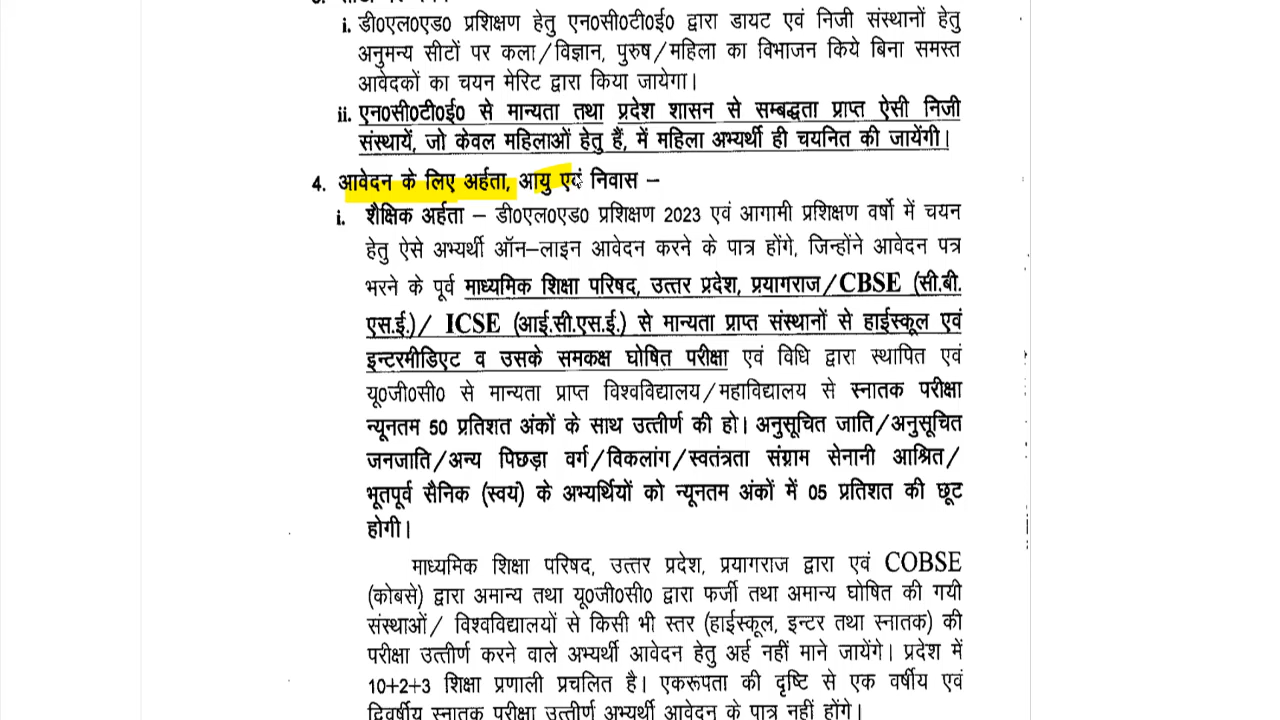 i. डी0एल0एड0 प्रशिक्षण हेतु एन0सी0टी0ई0 द्वारा डायट एवं निजी संस्थानों हेतु
अनुमन्य सीटों पर कला/विज्ञान, पुरुष/महिला का विभाजन किये बिना समस्त
आवेदकों का चयन मेरिट द्वारा किया जायेगा।
ii. एन0सी0टी0ई0 से मान्यता तथा प्रदेश शासन से सम्बद्धता प्राप्त ऐसी निजी
संस्थायें, जो केवल महिलाओं हेतु हैं, में महिला अभ्यर्थी ही चयनित की जायेंगी।
4. आवेदन के लिए अर्हता, आयु एवं निवास –
i. शैक्षिक अर्हता – डी0एल0एड0 प्रशिक्षण 2023 एवं आगामी प्रशिक्षण वर्षो में चयन
हेतु ऐसे अभ्यर्थी ऑन–लाइन आवेदन करने के पात्र होंगे, जिन्होंने आवेदन पत्र
भरने के पूर्व माध्यमिक शिक्षा परिषद, उत्तर प्रदेश, प्रयागराज/CBSE (सी.बी.
एस.ई.)/ ICSE (आई.सी.एस.ई.) से मान्यता प्राप्त संस्थानों से हाईस्कूल एवं
इन्टरमीडिएट व उसके समकक्ष घोषित परीक्षा एवं विधि द्वारा स्थापित एवं
यू0जी0सी0 से मान्यता प्राप्त विश्वविद्यालय/महाविद्यालय से स्नातक परीक्षा
न्यूनतम 50 प्रतिशत अंकों के साथ उत्तीर्ण की हो। अनुसूचित जाति/अनुसूचित
जनजाति/अन्य पिछड़ा वर्ग/विकलांग/स्वतंत्रता संग्राम सेनानी आश्रित/
भूतपूर्व सैनिक (स्वयं) के अभ्यर्थियों को न्यूनतम अंकों में 05 प्रतिशत की छूट
होगी।
माध्यमिक शिक्षा परिषद, उत्तर प्रदेश, प्रयागराज द्वारा एवं COBSE
(कोबसे) द्वारा अमान्य तथा यू0जी0सी0 द्वारा फर्जी तथा अमान्य घोषित की गयी
संस्थाओं/ विश्वविद्यालयों से किसी भी स्तर (हाईस्कूल, इन्टर तथा स्नातक) की
परीक्षा उत्तीर्ण करने वाले अभ्यर्थी आवेदन हेतु अर्ह नहीं माने जायेंगे। प्रदेश में
10+2+3 शिक्षा प्रणाली प्रचलित है। एकरूपता की दृष्टि से एक वर्षीय एवं
द्विवर्षीय स्नातक परीक्षा उत्तीर्ण अभ्यर्थी आवेदन के पात्र नहीं होंगे।